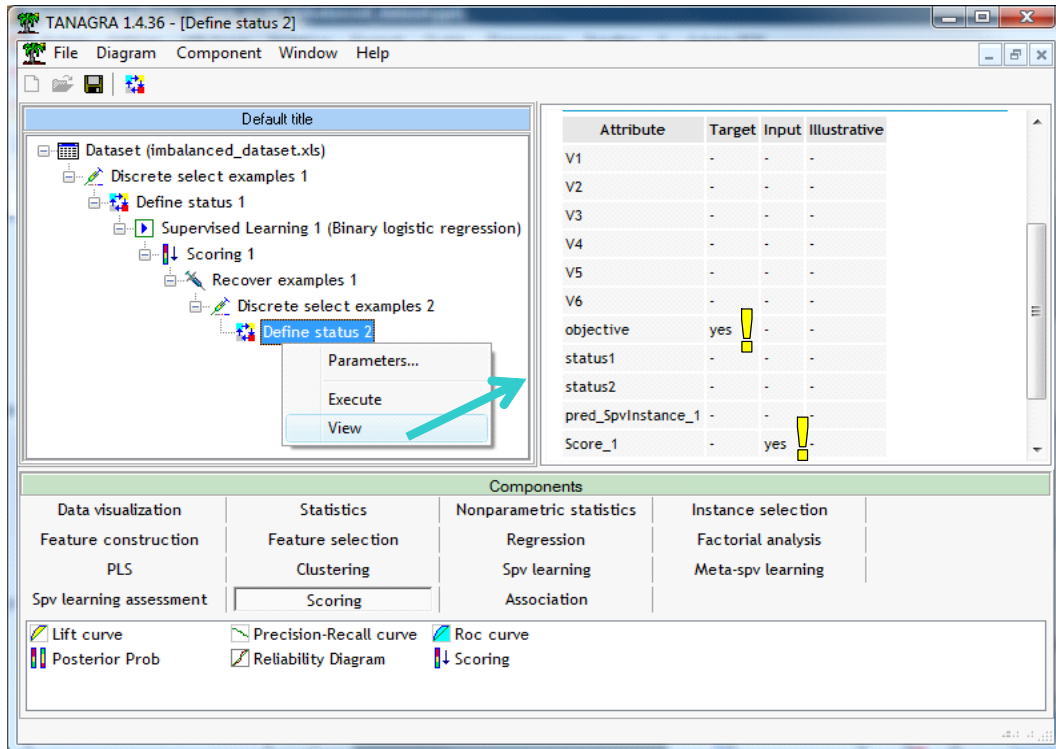 TANAGRA 1.4.36 - [Define status 2]
File Diagram Component Window Help
Default title
Dataset (imbalanced_dataset.xls)
Discrete select examples 1
Define status 1
Supervised Learning 1 (Binary logistic regression)
Scoring 1
Recover examples 1
Discrete select examples 2
Define status 2
Parameters...
Execute
View
Attribute Target Input Illustrative
V1 - - -
V2 - - -
V3 - - -
V4 - - -
V5 - - -
V6 - - -
objective yes - -
status1 - - -
status2 - - -
pred_SpvInstance_1 - - -
Score_1 - yes -
Components
Data visualization Statistics Nonparametric statistics Instance selection
Feature construction Feature selection Regression Factorial analysis
PLS Clustering Spv learning Meta-spv learning
Spv learning assessment Scoring Association
Lift curve Precision-Recall curve Roc curve
Posterior Prob Reliability Diagram Scoring